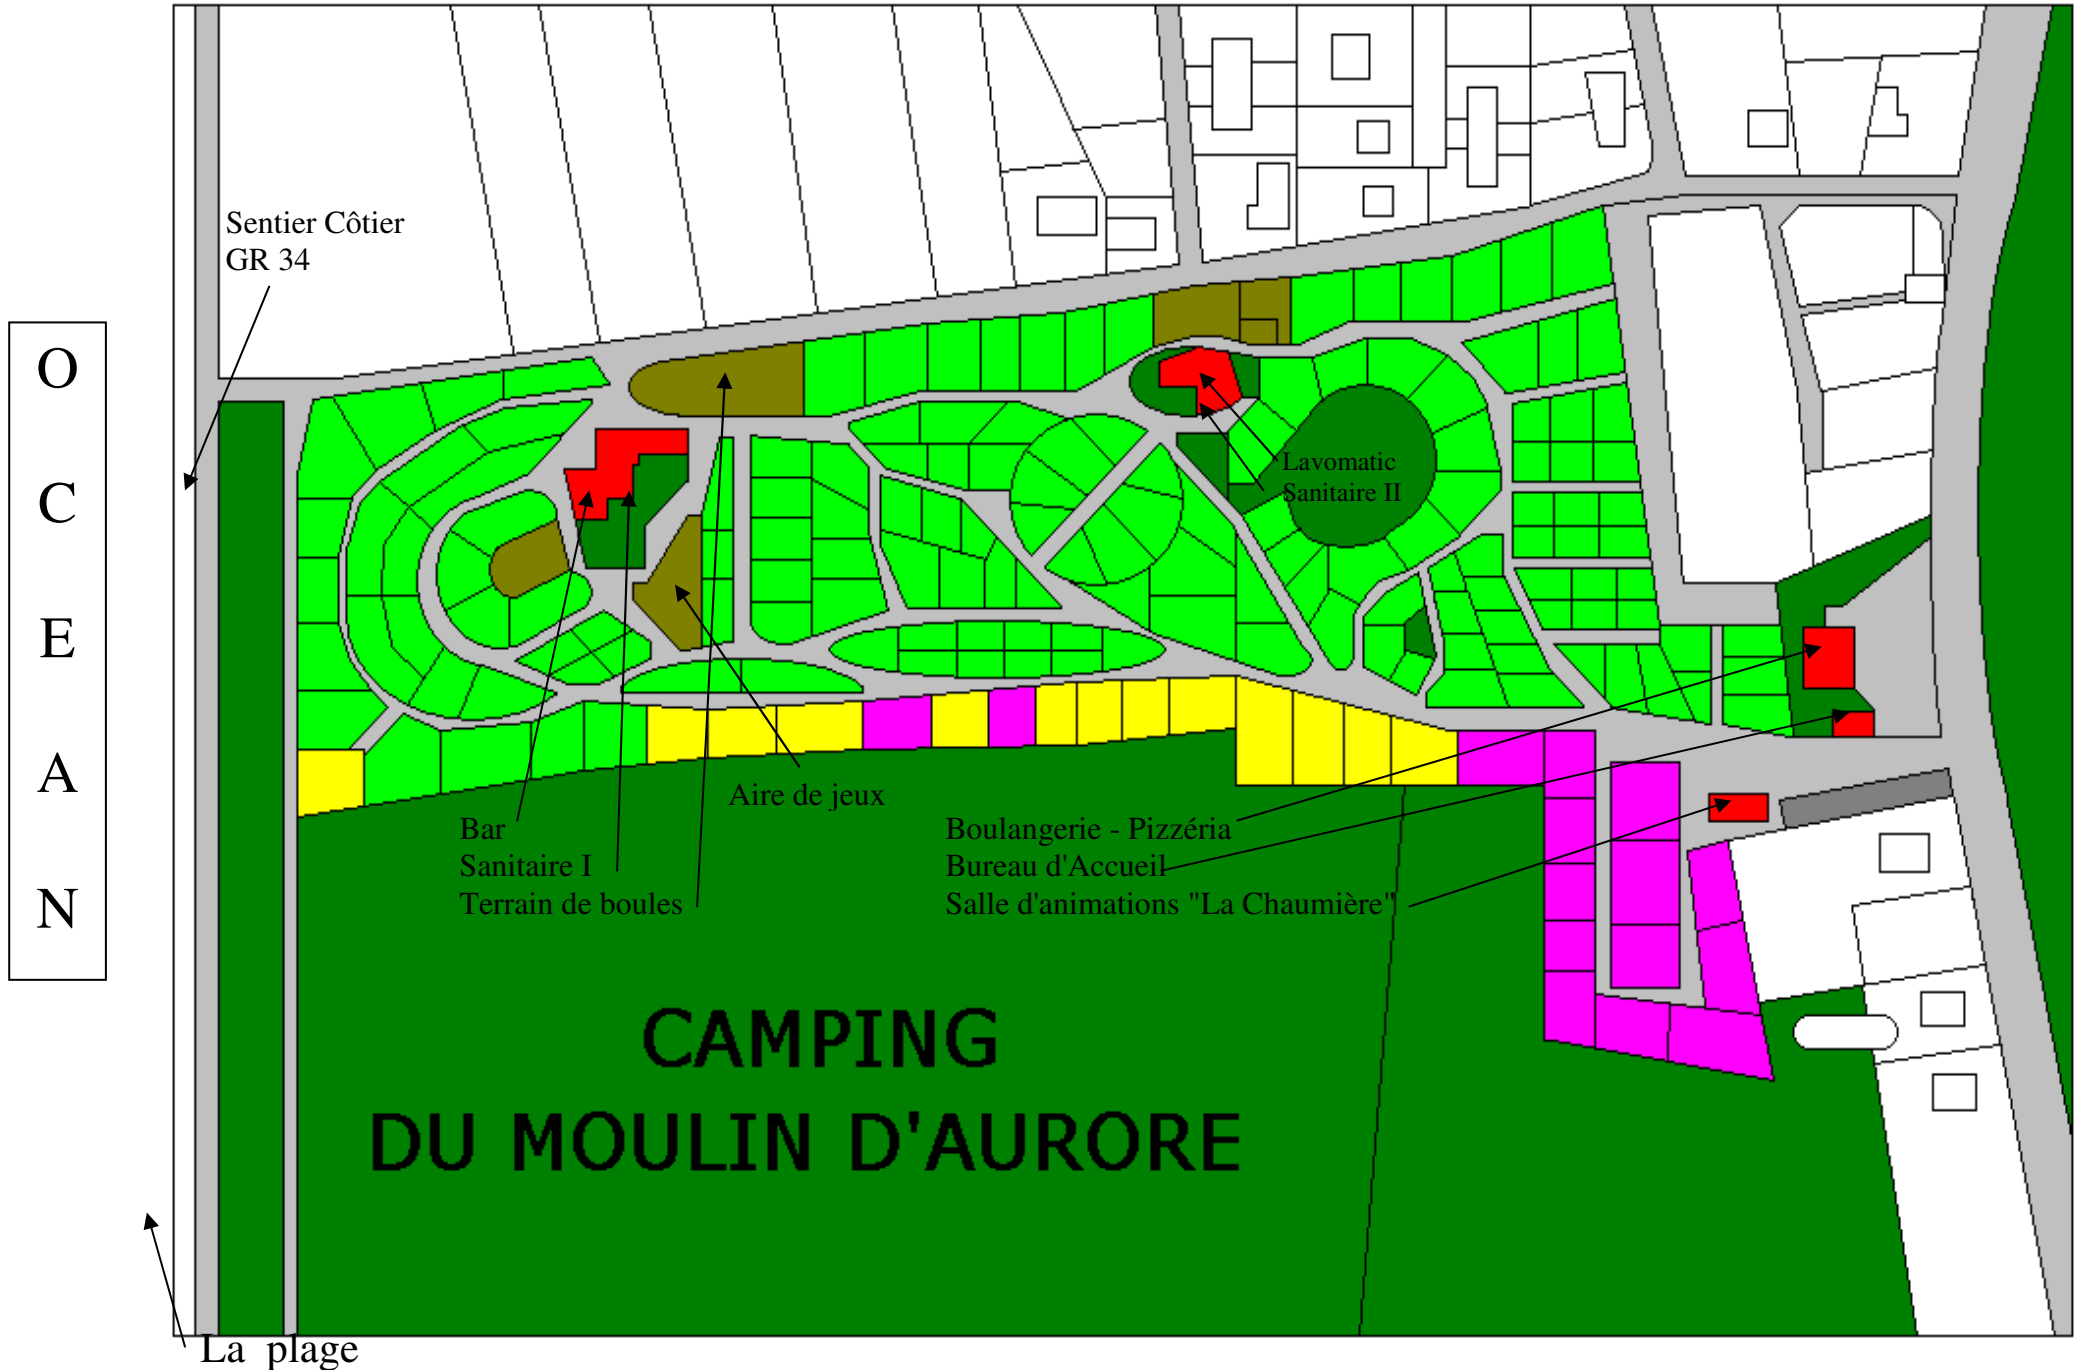 Sentier Côtier
GR 34
O
C
E
A
N
Lavomatic
Sanitaire II
Aire de jeux
Bar
Sanitaire I
Terrain de boules
Boulangerie - Pizzéria
Bureau d'Accueil
Salle d'animations "La Chaumière"
CAMPING
DU MOULIN D'AURORE
La plage